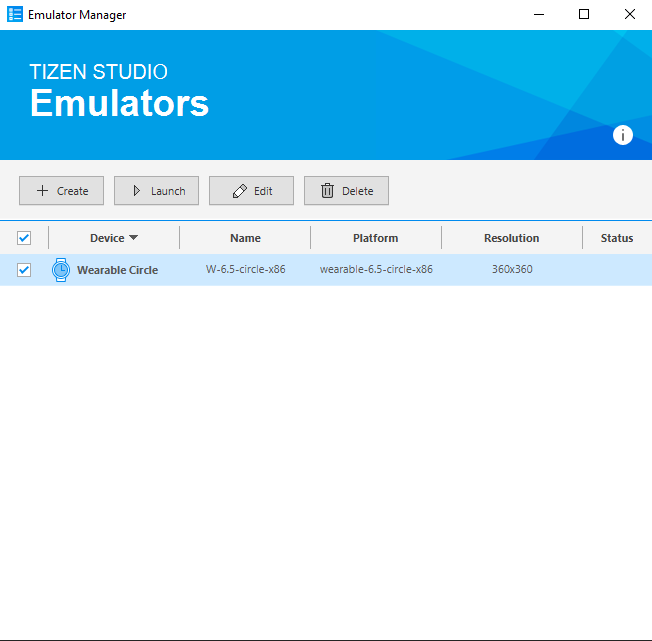 Emulator Manager
TIZEN STUDIO
Emulators
i
Create Launch Edit Delete
Device Name Platform Resolution Status
Wearable Circle W-6.5-circle-x86 wearable-6.5-circle-x86 360x360